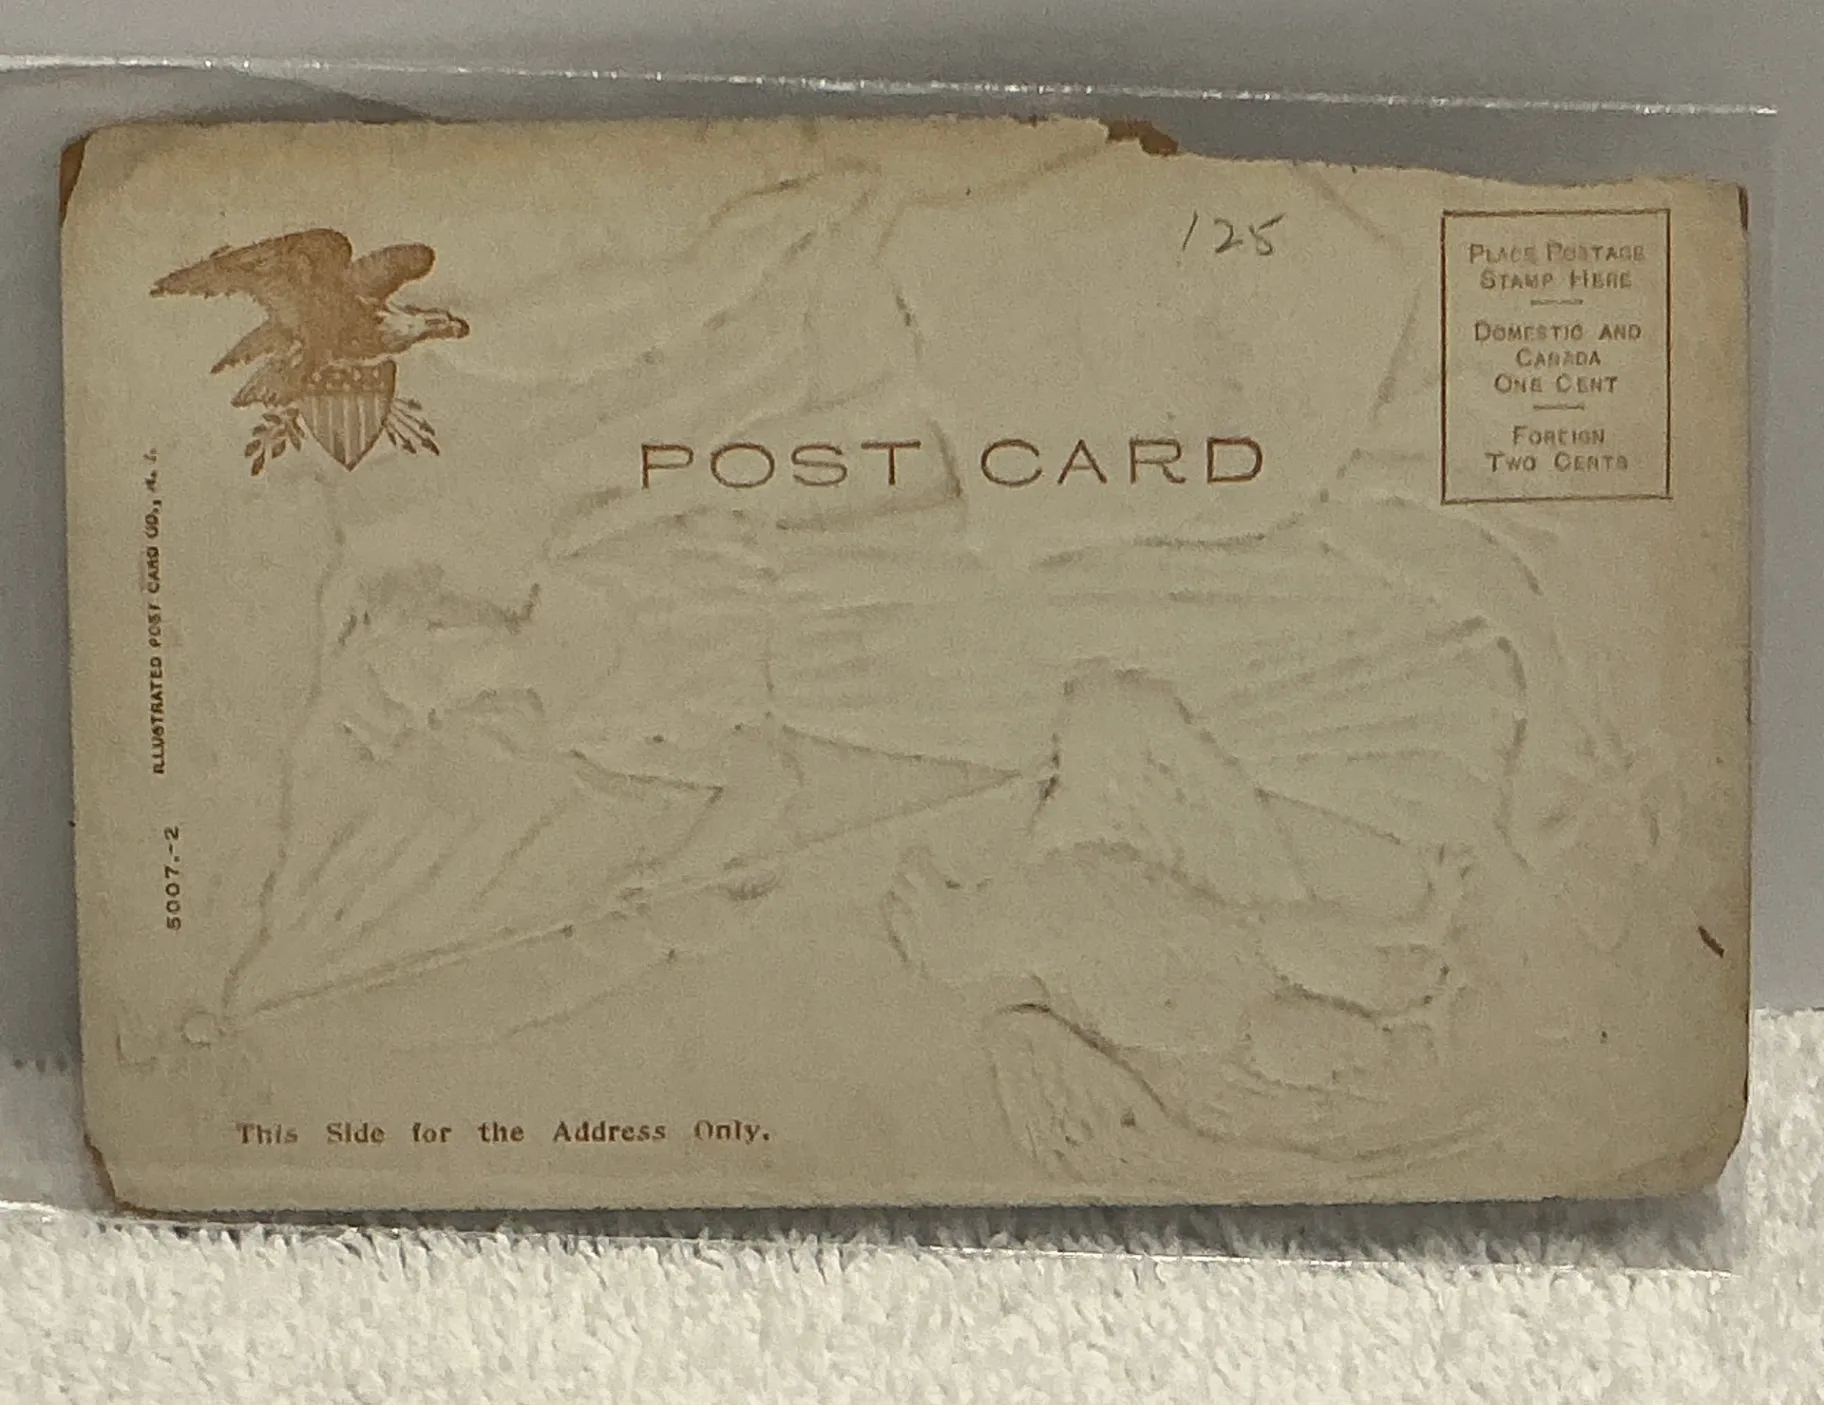 125
PLACE POSTAGE
STAMP HERE
DOMESTIC AND
CANADA
ONE CENT
FOREIGN
TWO CENTS
POST CARD
5007.-2 ILLUSTRATED POST CARD CO.,
This Side for the Address Only.